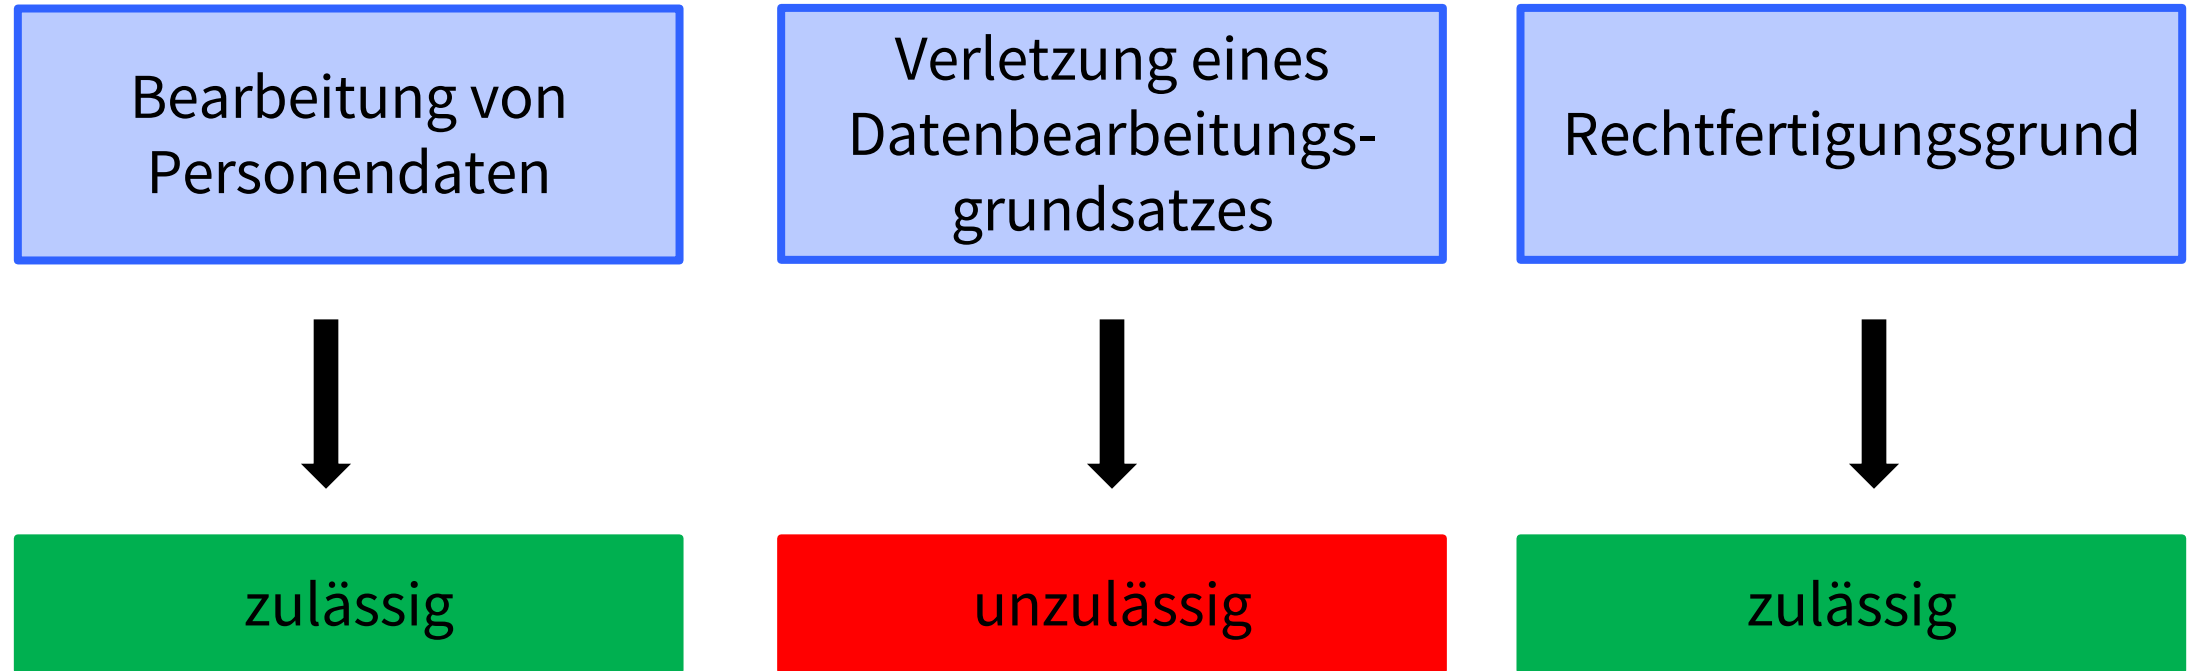 Bearbeitung von
Personendaten
Verletzung eines
Datenbearbeitungs-
grundsatzes
Rechtfertigungsgrund
zulässig
unzulässig
zulässig